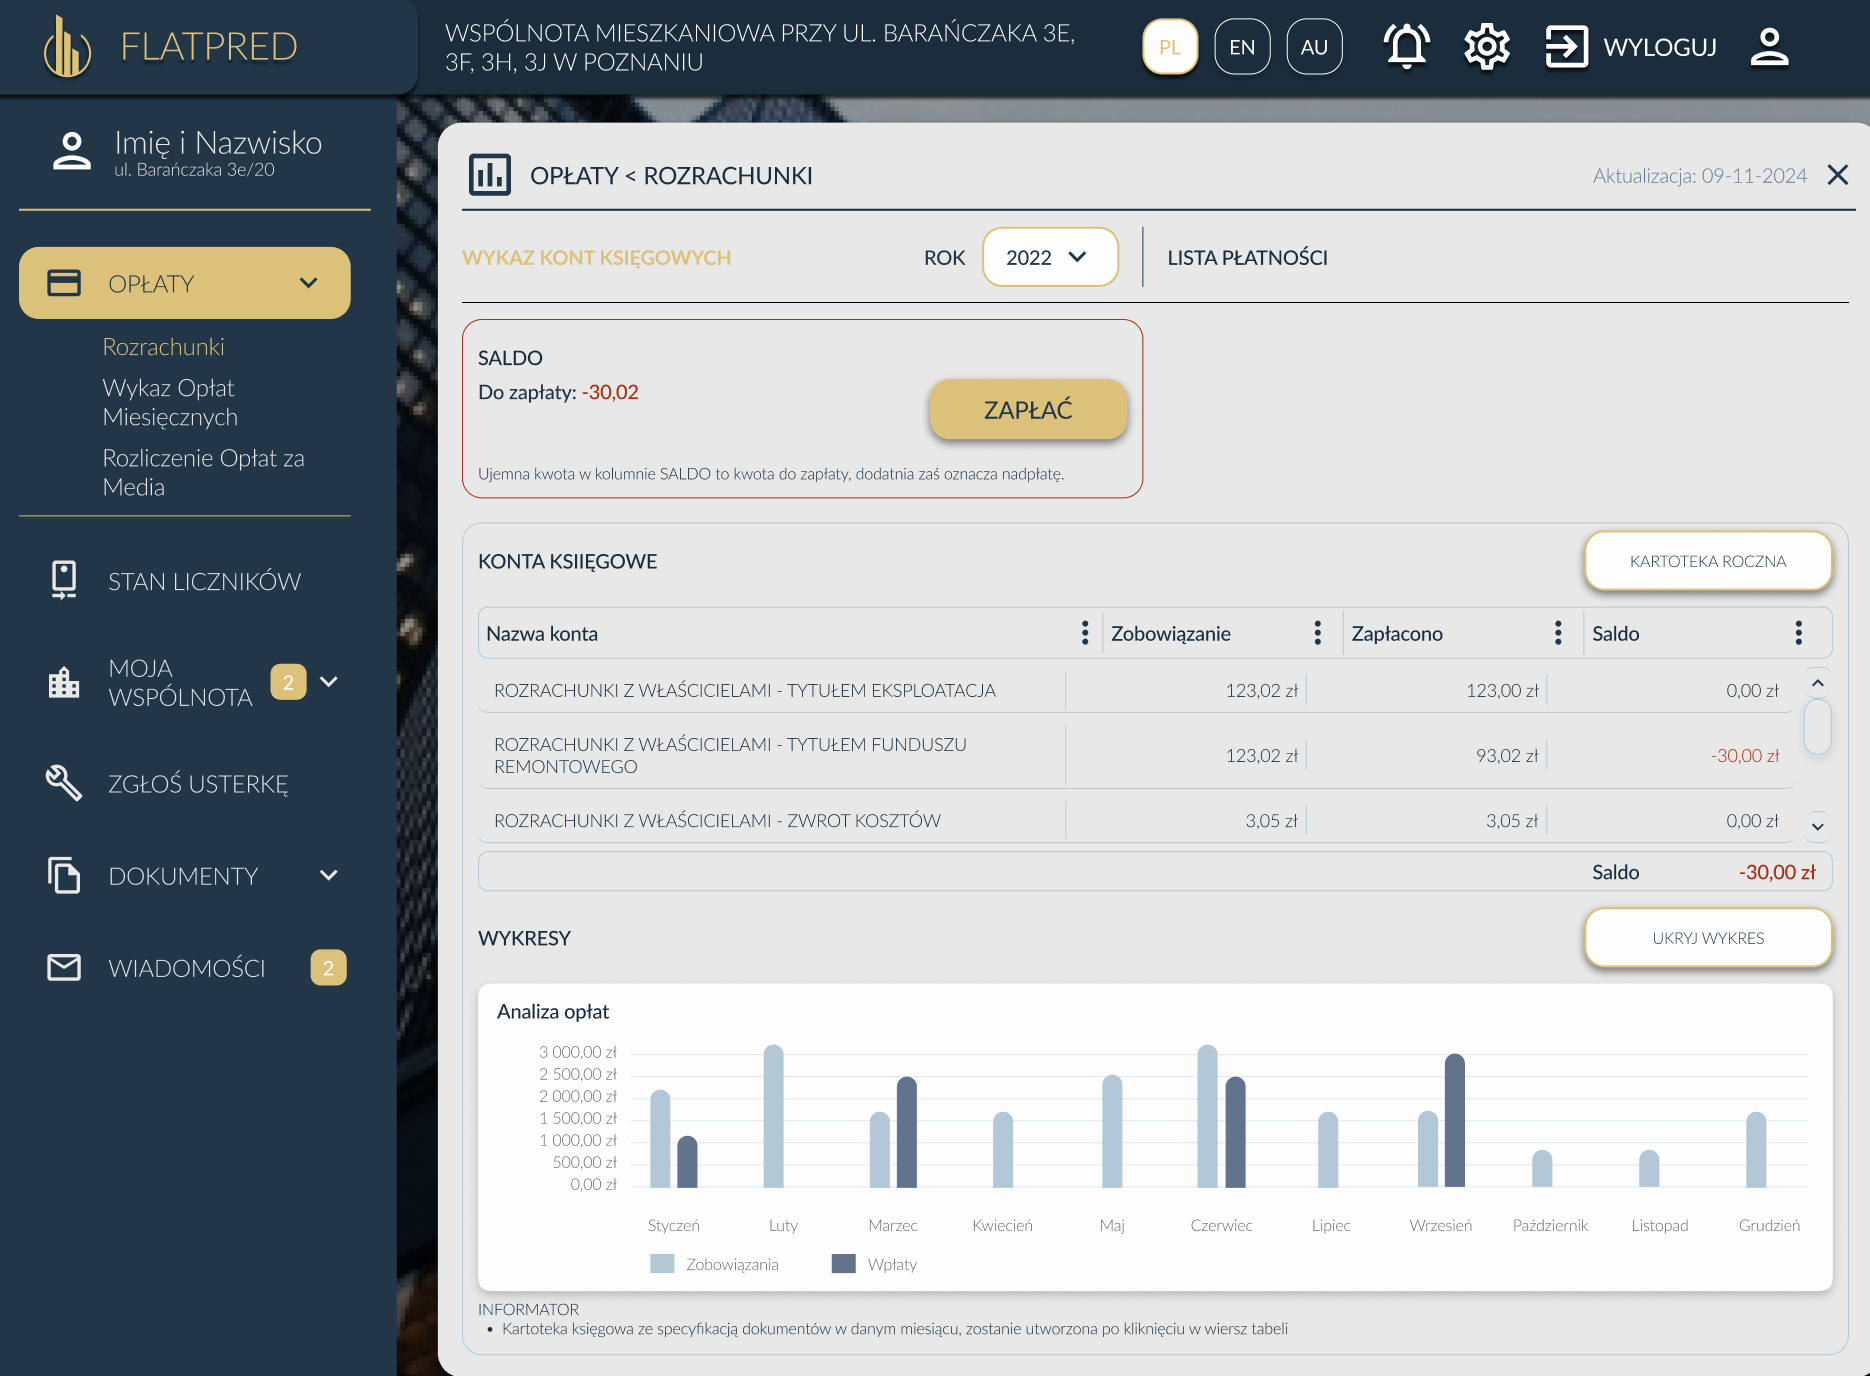 FLATPRED
WSPÓLNOTA MIESZKANIOWA PRZY UL. BARAŃCZAKA 3E,
3F, 3H, 3J W POZNANIU
PL
EN
AU
WYLOGUJ
Imię i Nazwisko
ul. Barańczaka 3e/20
OPŁATY
Rozrachunki
Wykaz Opłat
Miesięcznych
Rozliczenie Opłat za
Media
STAN LICZNIKÓW
MOJA
WSPÓLNOTA
2
ZGŁOŚ USTERKĘ
DOKUMENTY
WIADOMOŚCI
2
OPŁATY < ROZRACHUNKI
Aktualizacja: 09-11-2024
WYKAZ KONT KSIĘGOWYCH
ROK
2022
LISTA PŁATNOŚCI
SALDO
Do zapłaty: -30,02
ZAPŁAĆ
Ujemna kwota w kolumnie SALDO to kwota do zapłaty, dodatnia zaś oznacza nadpłatę.
KONTA KSIIĘGOWE
KARTOTEKA ROCZNA
Nazwa konta Zobowiązanie Zapłacono Saldo
ROZRACHUNKI Z WŁAŚCICIELAMI - TYTUŁEM EKSPLOATACJA 123,02 zł 123,00 zł 0,00 zł
ROZRACHUNKI Z WŁAŚCICIELAMI - TYTUŁEM FUNDUSZU
REMONTOWEGO
123,02 zł 93,02 zł -30,00 zł
ROZRACHUNKI Z WŁAŚCICIELAMI - ZWROT KOSZTÓW 3,05 zł 3,05 zł 0,00 zł
Saldo -30,00 zł
WYKRESY
UKRYJ WYKRES
Analiza opłat
3 000,00 zł
2 500,00 zł
2 000,00 zł
1 500,00 zł
1 000,00 zł
500,00 zł
0,00 zł
Styczeń Luty Marzec Kwiecień Maj Czerwiec Lipiec Wrzesień Październik Listopad Grudzień
Zobowiązania Wpłaty
INFORMATOR
• Kartoteka księgowa ze specyfikacją dokumentów w danym miesiącu, zostanie utworzona po kliknięciu w wiersz tabeli